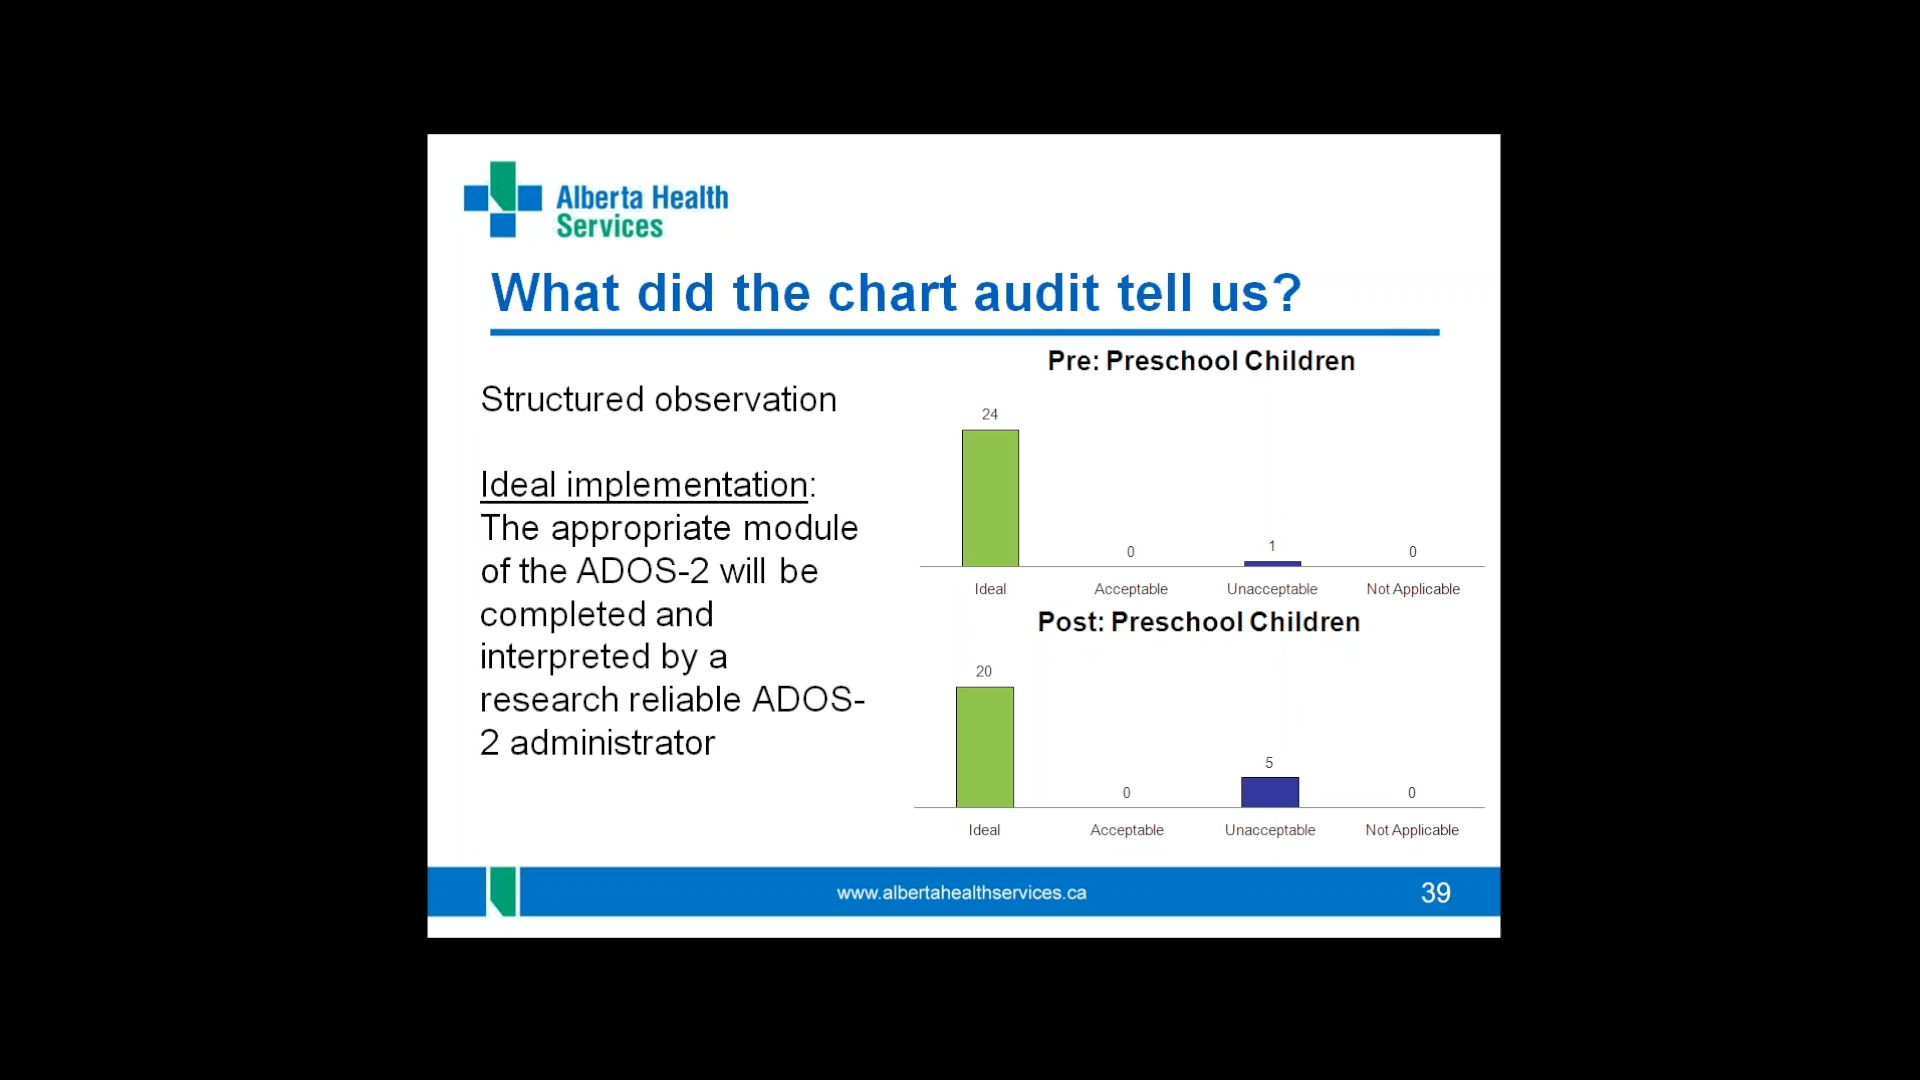 Alberta Health
Services
What did the chart audit tell us?
Structured observation
Ideal implementation:
The appropriate module
of the ADOS-2 will be
completed and
interpreted by a
research reliable ADOS-
2 administrator
Pre: Preschool Children
24
0
1
0
Ideal
Acceptable
Unacceptable
Not Applicable
Post: Preschool Children
20
0
5
0
Ideal
Acceptable
Unacceptable
Not Applicable
www.albertahealthservices.ca
39